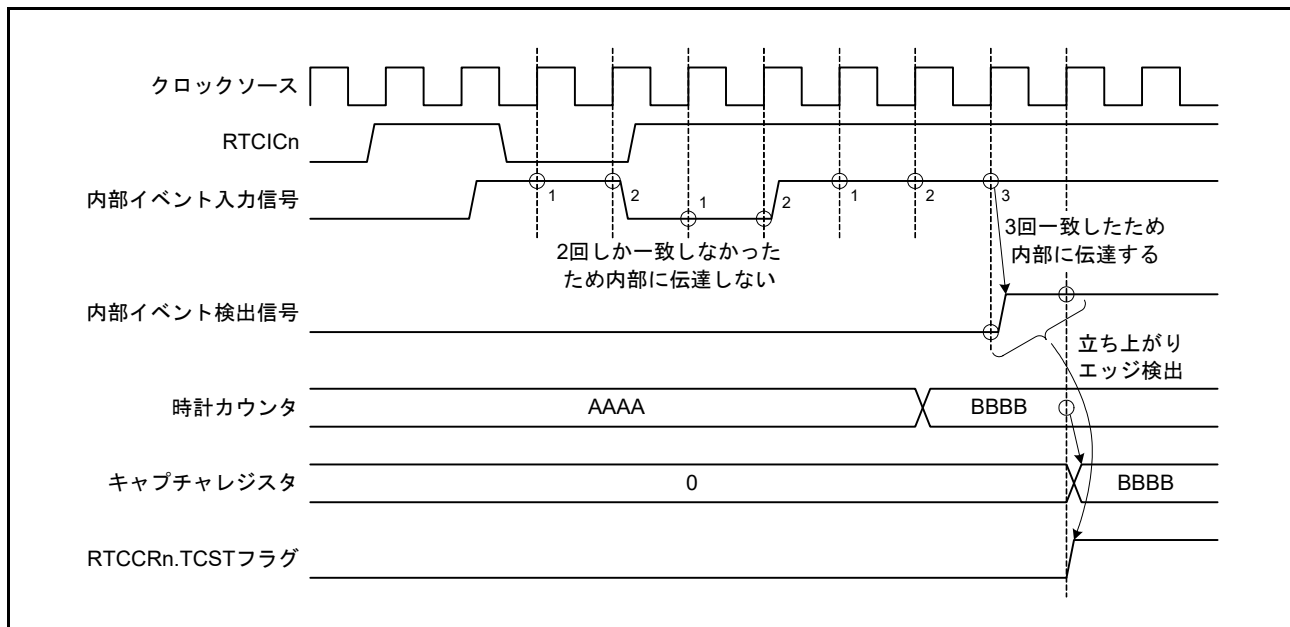 クロックソース
RTCICn
内部イベント入力信号
1
2
1
2
1
2
3
2回しか一致しなかった
ため内部に伝達しない
3回一致したため
内部に伝達する
内部イベント検出信号
立ち上がり
エッジ検出
時計カウンタ
AAAA
BBBB
キャプチャレジスタ
0
BBBB
RTCCRn.TCSTフラグ